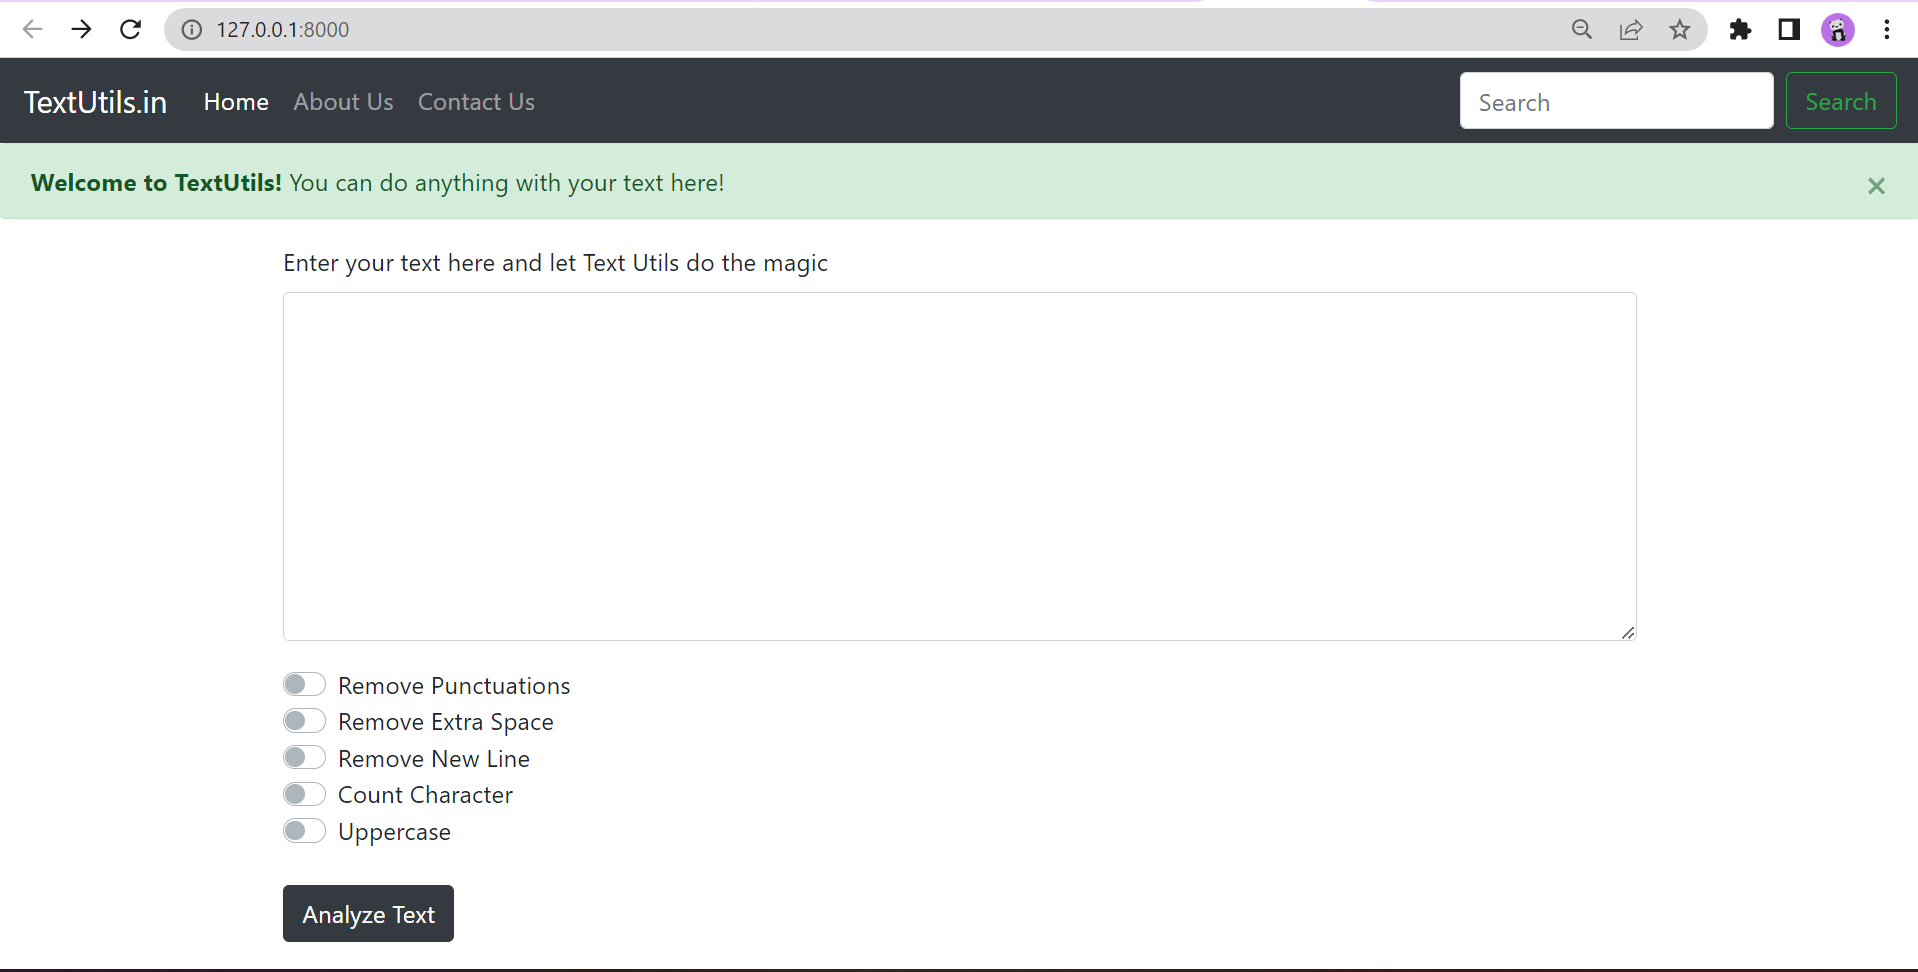 127.0.0.1:8000
TextUtils.in Home About Us Contact Us Search Search
Welcome to TextUtils! You can do anything with your text here! ×
Enter your text here and let Text Utils do the magic
Remove Punctuations
Remove Extra Space
Remove New Line
Count Character
Uppercase
Analyze Text